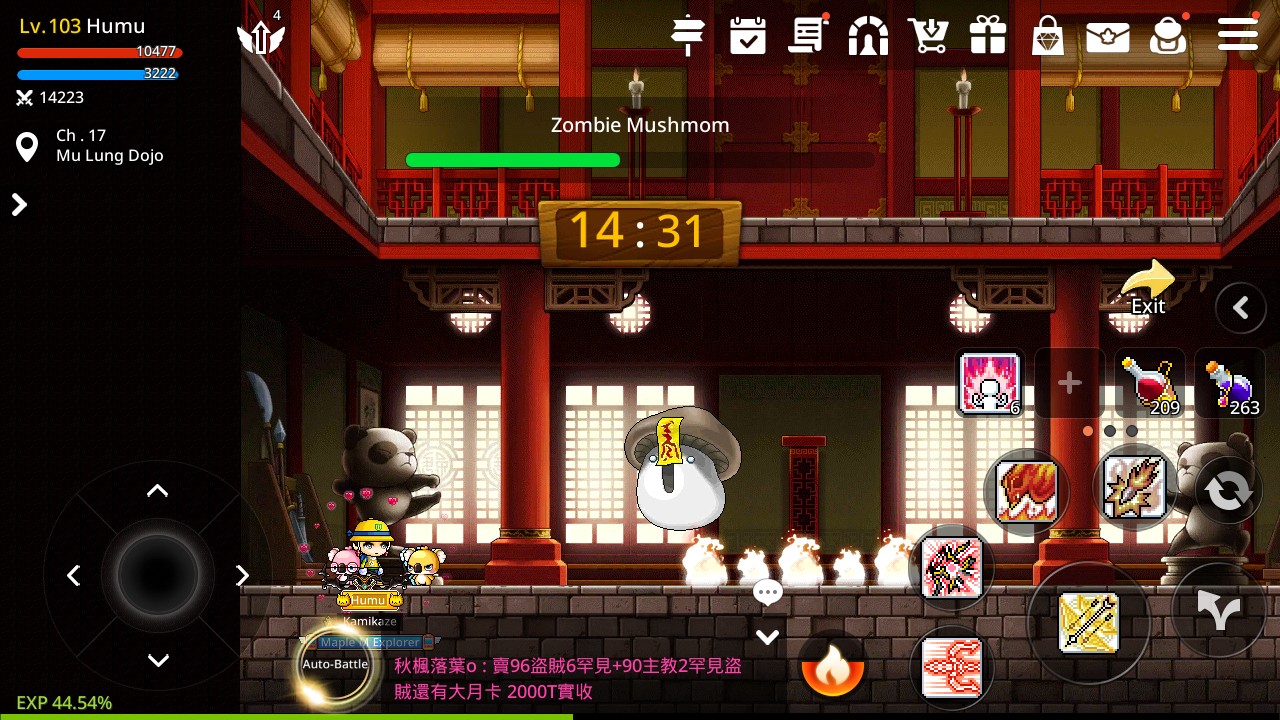 Lv.103 Humu
4
10477
3222
14223
Ch . 17
Mu Lung Dojo
Zombie Mushmom
14 : 31
Exit
6
209
263
Humu
Kamikaze
Maple M Explorer
Auto-Battle
秋楓落葉o : 賣96盜賊6罕見+90主教2罕見盜
賊還有大月卡 2000T實收
EXP 44.54%